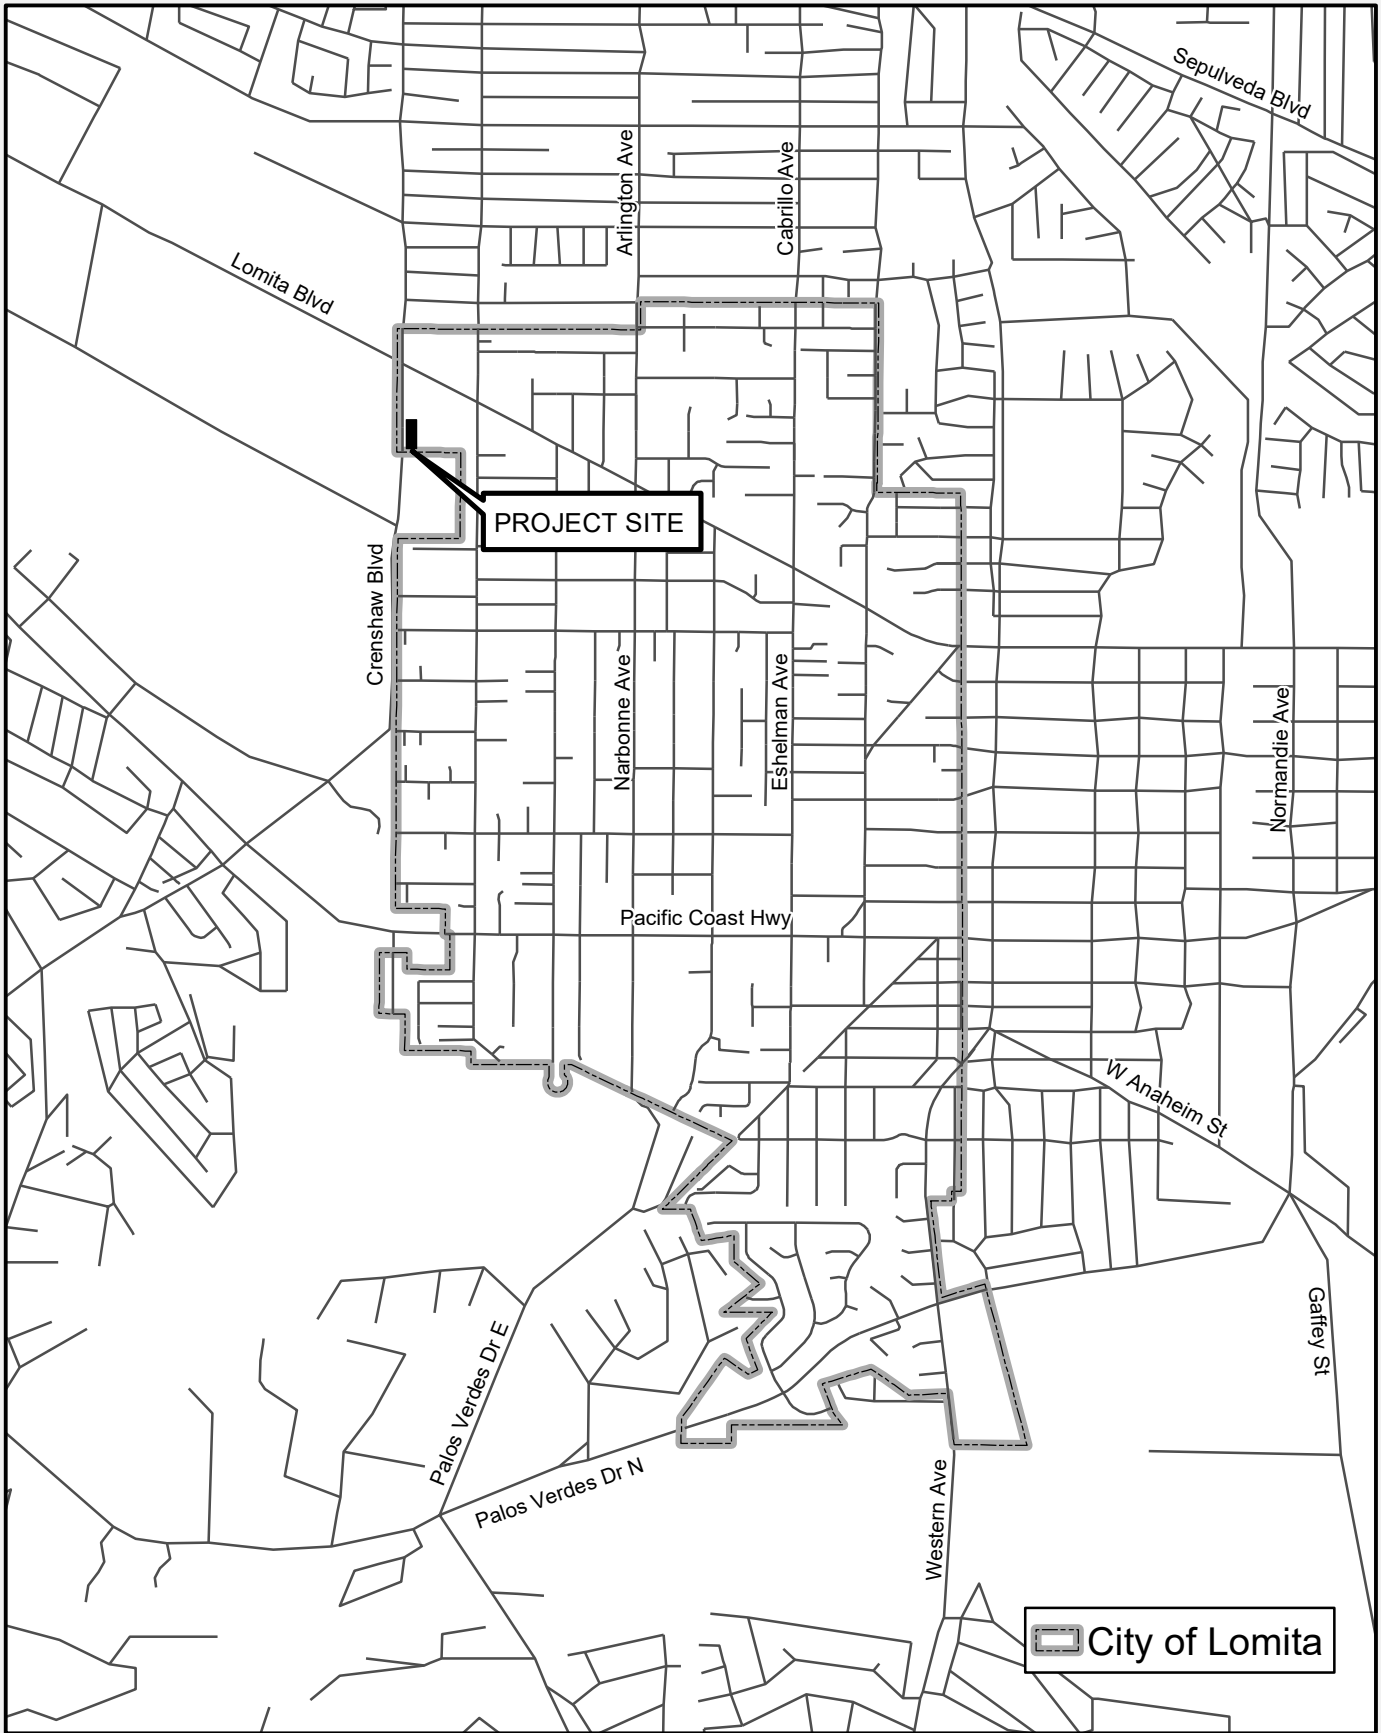 Sepulveda Blvd
Arlington Ave
Cabrillo Ave
Lomita Blvd
PROJECT SITE
Crenshaw Blvd
Narbonne Ave
Eshelman Ave
Normandie Ave
Pacific Coast Hwy
W Anaheim St
Gaffey St
Palos Verdes Dr E
Palos Verdes Dr N
Western Ave
City of Lomita